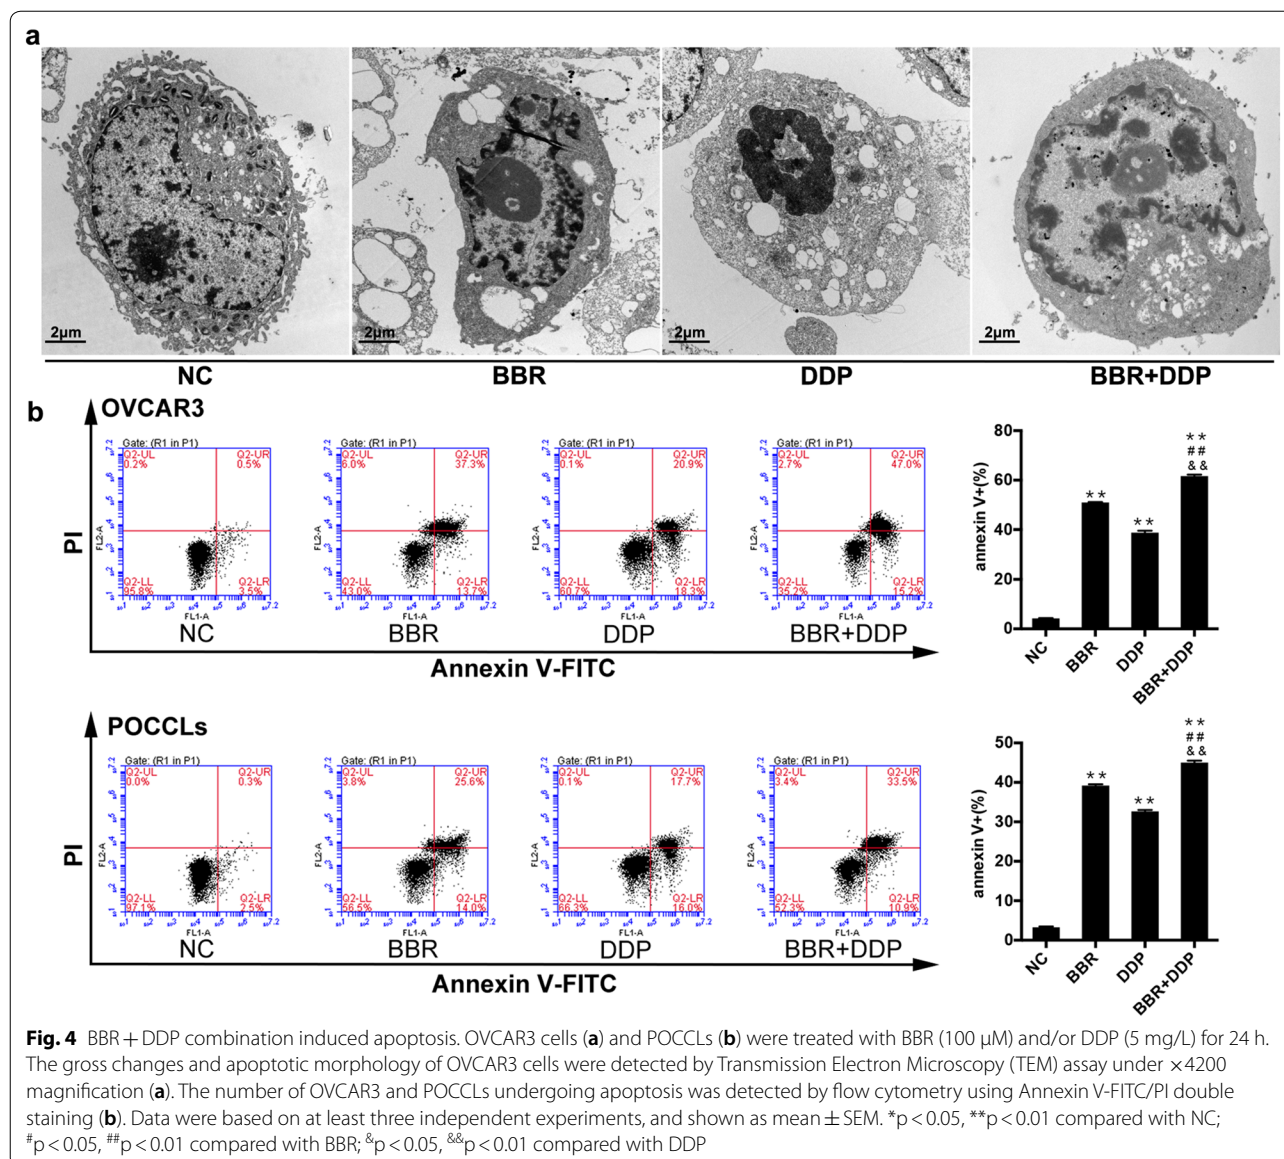 a
2μm 2μm 2μm 2μm
NC BBR DDP BBR+DDP
b
OVCAR3
PI
Gate: (R1 in P1)
Q2-UL Q2-UR
0.2% 0.5%
Q2-LL Q2-LR
95.8% 3.5%
FL2-A
FL1-A
NC
Gate: (R1 in P1)
Q2-UL Q2-UR
6.0% 37.3%
Q2-LL Q2-LR
43.0% 13.7%
FL2-A
FL1-A
BBR
Gate: (R1 in P1)
Q2-UL Q2-UR
0.1% 20.9%
Q2-LL Q2-LR
60.7% 18.3%
FL2-A
FL1-A
DDP
Gate: (R1 in P1)
Q2-UL Q2-UR
2.7% 47.0%
Q2-LL Q2-LR
35.2% 15.2%
FL2-A
FL1-A
BBR+DDP
Annexin V-FITC
annexin V+(%)
80
60
40
20
0
** ** ** ## &&
NC BBR DDP BBR+DDP
POCCLs
PI
Gate: (R1 in P1)
Q2-UL Q2-UR
0.0% 0.3%
Q2-LL Q2-LR
97.1% 2.5%
FL2-A
FL1-A
NC
Gate: (R1 in P1)
Q2-UL Q2-UR
3.8% 25.6%
Q2-LL Q2-LR
56.5% 14.0%
FL2-A
FL1-A
BBR
Gate: (R1 in P1)
Q2-UL Q2-UR
0.1% 17.7%
Q2-LL Q2-LR
66.3% 16.0%
FL2-A
FL1-A
DDP
Gate: (R1 in P1)
Q2-UL Q2-UR
3.4% 33.5%
Q2-LL Q2-LR
52.3% 10.9%
FL2-A
FL1-A
BBR+DDP
Annexin V-FITC
annexin V+(%)
50
40
30
20
10
0
** ** ** ## &&
NC BBR DDP BBR+DDP
Fig. 4 BBR + DDP combination induced apoptosis. OVCAR3 cells (a) and POCCLs (b) were treated with BBR (100 μM) and/or DDP (5 mg/L) for 24 h.
The gross changes and apoptotic morphology of OVCAR3 cells were detected by Transmission Electron Microscopy (TEM) assay under ×4200
magnification (a). The number of OVCAR3 and POCCLs undergoing apoptosis was detected by flow cytometry using Annexin V-FITC/PI double
staining (b). Data were based on at least three independent experiments, and shown as mean ± SEM. *p < 0.05, **p < 0.01 compared with NC;
#p < 0.05, ##p < 0.01 compared with BBR; &p < 0.05, &&p < 0.01 compared with DDP